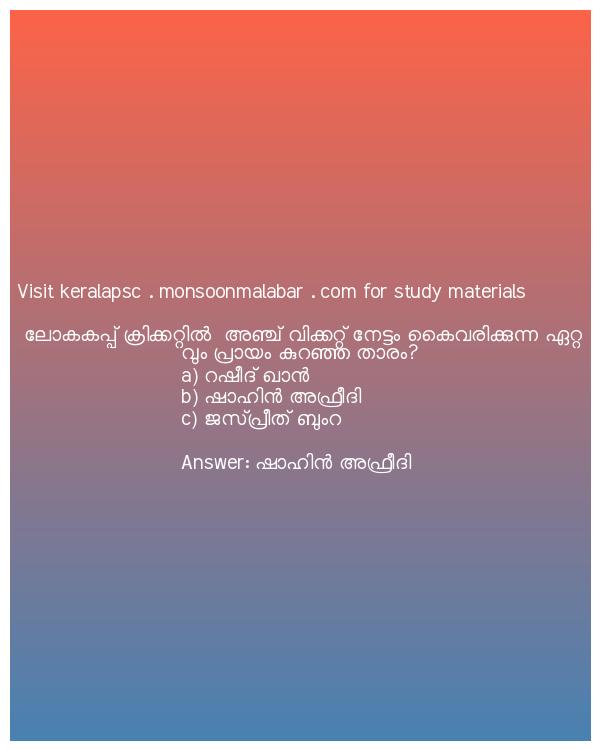 Visit keralapsc . monsoonmalabar . com for study materials
ലോകകപ്പ് ക്രിക്കറ്റിൽ അഞ്ച് വിക്കറ്റ് നേട്ടം കൈവരിക്കുന്ന ഏറ്റ
വും പ്രായം കുറഞ്ഞ താരം?
a) റഷീദ് ഖാൻ
b) ഷാഹിൻ അഫ്രീദി
c) ജസ്പ്രീത് ബുംറ
Answer: ഷാഹിൻ അഫ്രീദി